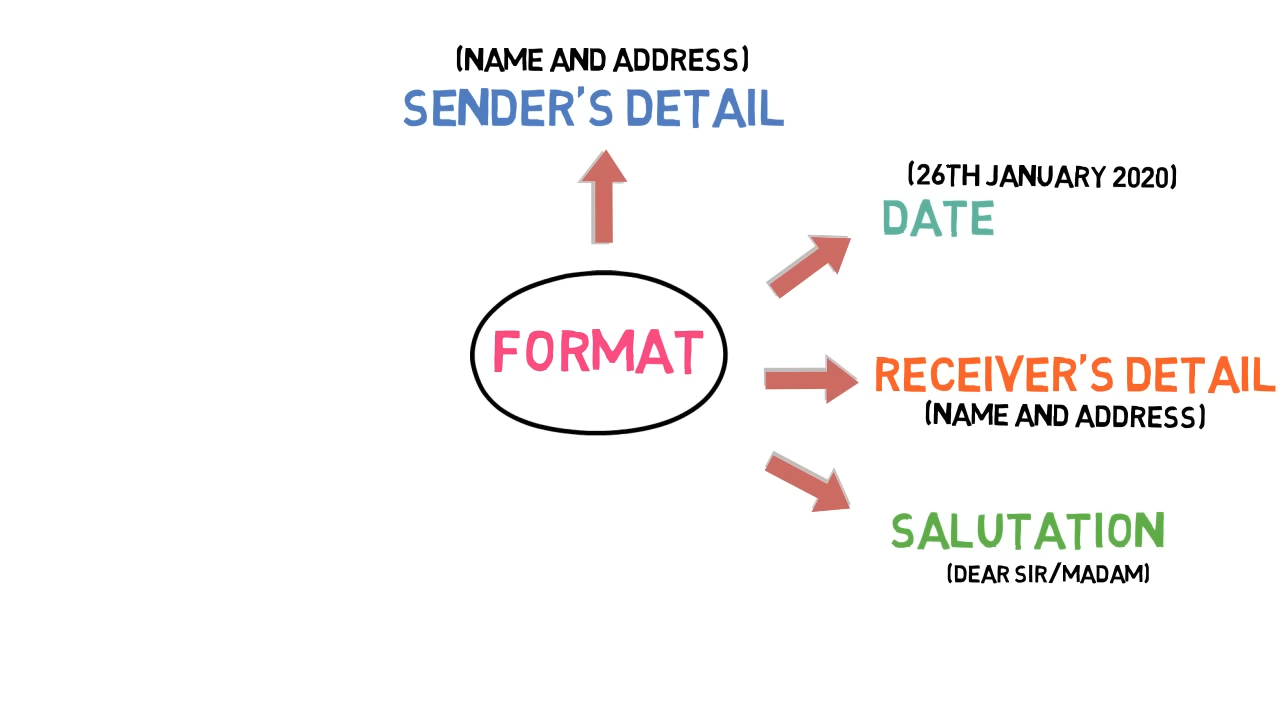 (NAME AND ADDRESS)
SENDER'S DETAIL
(26TH JANUARY 2020)
DATE
FORMAT
RECEIVER'S DETAIL
(NAME AND ADDRESS)
SALUTATION
(DEAR SIR/MADAM)